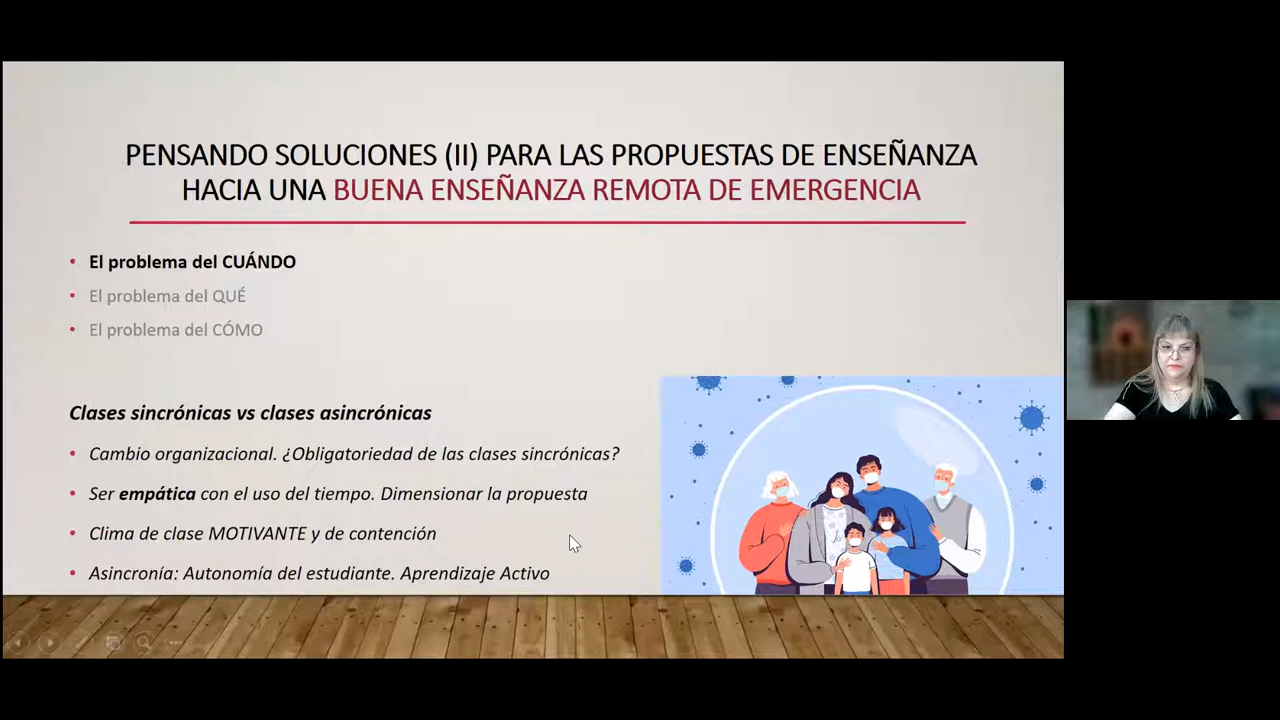 PENSANDO SOLUCIONES (II) PARA LAS PROPUESTAS DE ENSEÑANZA
HACIA UNA BUENA ENSEÑANZA REMOTA DE EMERGENCIA
• El problema del CUÁNDO
• El problema del QUÉ
• El problema del CÓMO
Clases sincrónicas vs clases asincrónicas
• Cambio organizacional. ¿Obligatoriedad de las clases sincrónicas?
• Ser empática con el uso del tiempo. Dimensionar la propuesta
• Clima de clase MOTIVANTE y de contención
• Asincronía: Autonomía del estudiante. Aprendizaje Activo